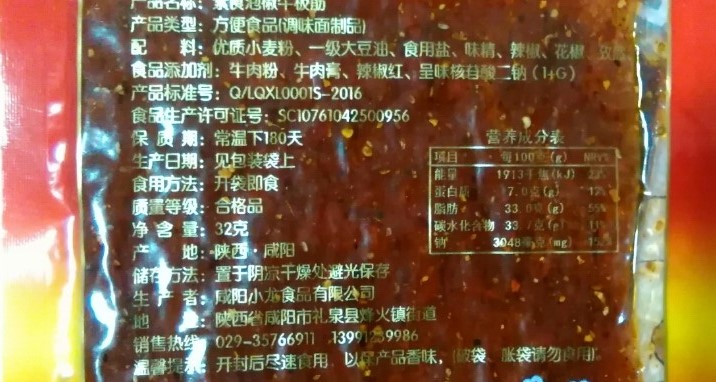 产品名称：素食泡椒牛板筋
产品类型：方便食品(调味面制品)
配 料：优质小麦粉、一级大豆油、食用盐、味精、辣椒、花椒
食品添加剂：牛肉粉、牛肉膏、辣椒红、呈味核苷酸二钠（I+G）
产品标准号：Q/LQXL0001S-2016
食品生产许可证号：SC10761042500956
保 质 期：常温下180天
生产日期：见包装袋上
食用方法：开袋即食
质量等级：合格品
净 含 量：32克
产 地：陕西·咸阳
储存方法：置于阴凉干燥处避光保存
生 产 者：咸阳小龙食品有限公司
地 址：陕西省咸阳市礼泉县烽火镇街道
销售热线：029-35766911
温馨提示：开封后尽速食用，以保产品香味，(破袋 胀袋请勿食用)。
营养成分表
项目 每100克(g) NRV%
能量 1913千焦(kJ)
蛋白质 7.0克(g) 12%
脂肪 33.0克(g) 55%
碳水化合物 33.7克(g) 11%
钠 3048毫克(mg)